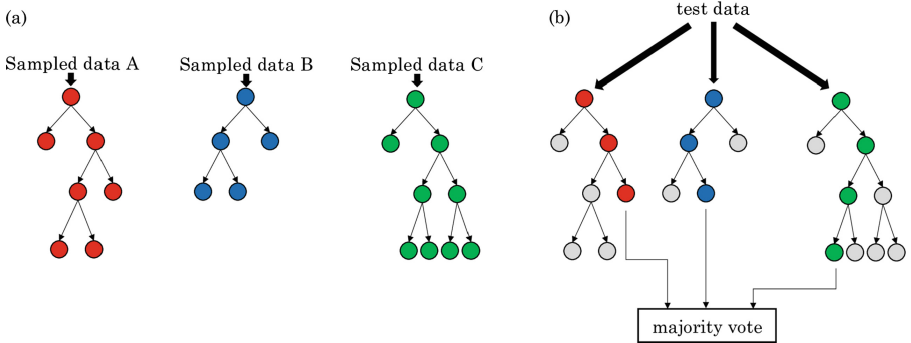 (a)
Sampled data A
Sampled data B
Sampled data C
(b)
test data
majority vote